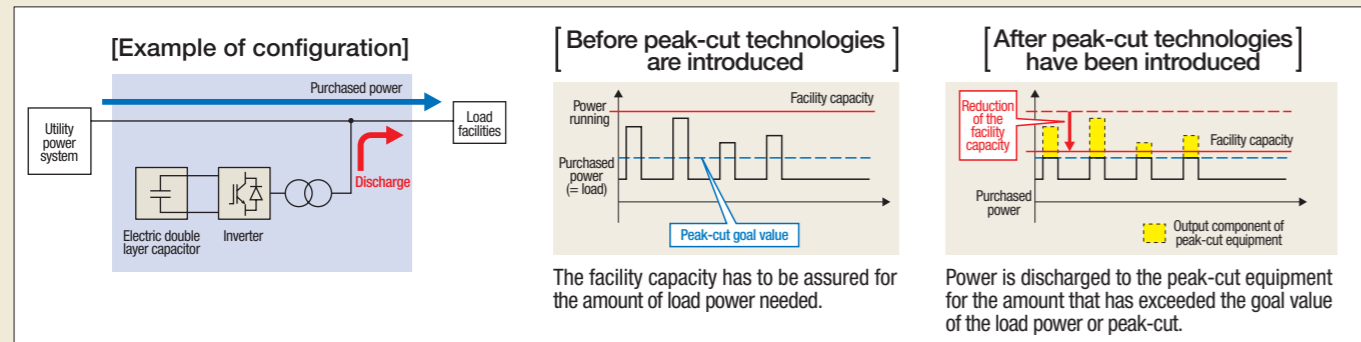 [Example of configuration]
Purchased power
Utility
power
system
Load
facilities
Discharge
Electric double
layer capacitor
Inverter
[Before peak-cut technologies
are introduced]
Power
running
Facility capacity
Purchased
power
(= load)
Peak-cut goal value
The facility capacity has to be assured for
the amount of load power needed.
[After peak-cut technologies
have been introduced]
Reduction
of the
facility
capacity
Facility capacity
Purchased
power
Output component of
peak-cut equipment
Power is discharged to the peak-cut equipment
for the amount that has exceeded the goal value
of the load power or peak-cut.